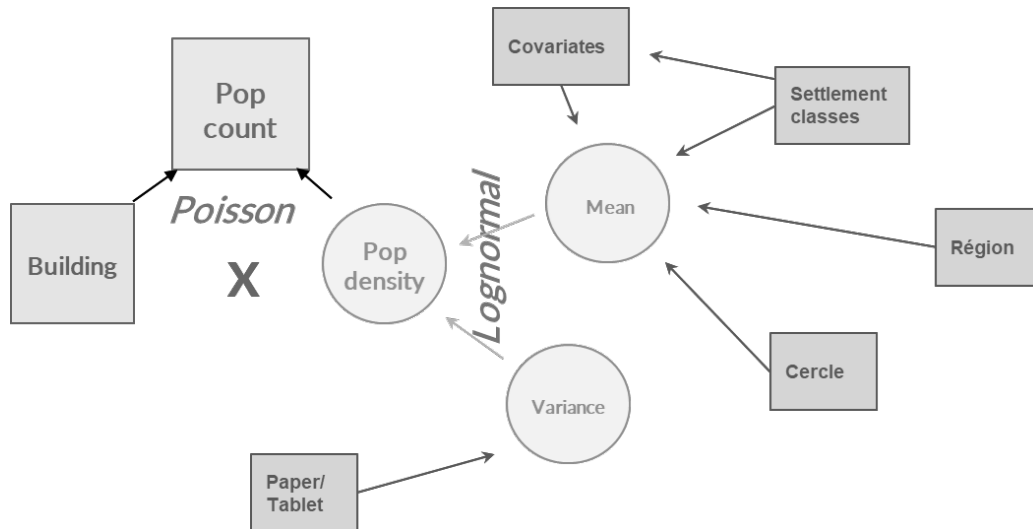 Covariates
Pop
count
Settlement
classes
Poisson
Lognormal
Mean
Building
X
Pop
density
Région
Cercle
Variance
Paper/
Tablet